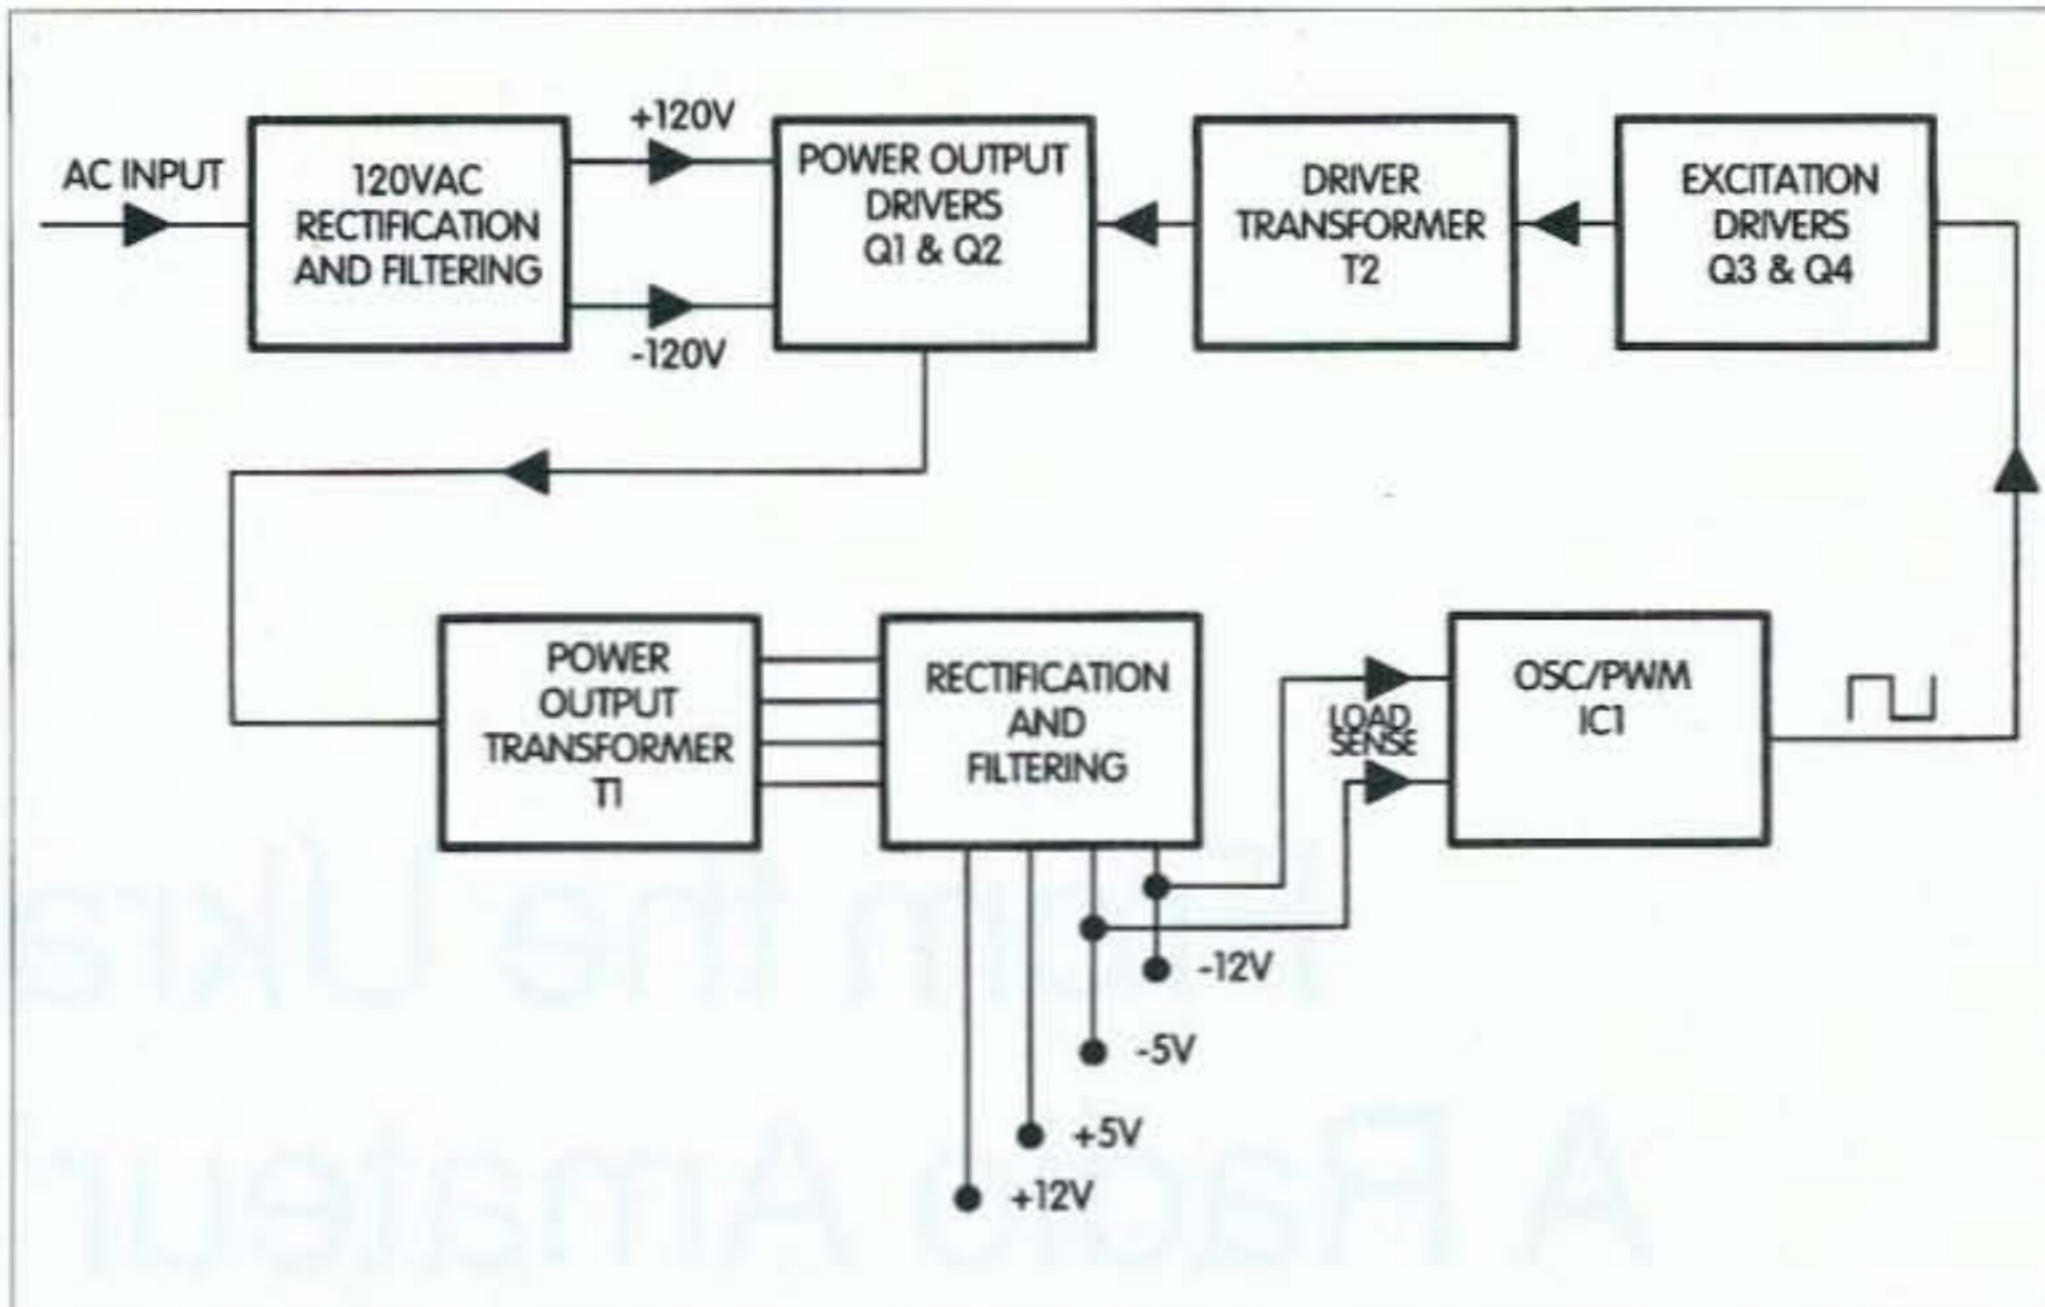 AC INPUT
120VAC
RECTIFICATION
AND FILTERING
+120V
-120V
POWER OUTPUT
DRIVERS
Q1 & Q2
DRIVER
TRANSFORMER
T2
EXCITATION
DRIVERS
Q3 & Q4
POWER
OUTPUT
TRANSFORMER
T1
RECTIFICATION
AND
FILTERING
LOAD
SENSE
OSC/PWM
IC1
-12V
-5V
+5V
+12V